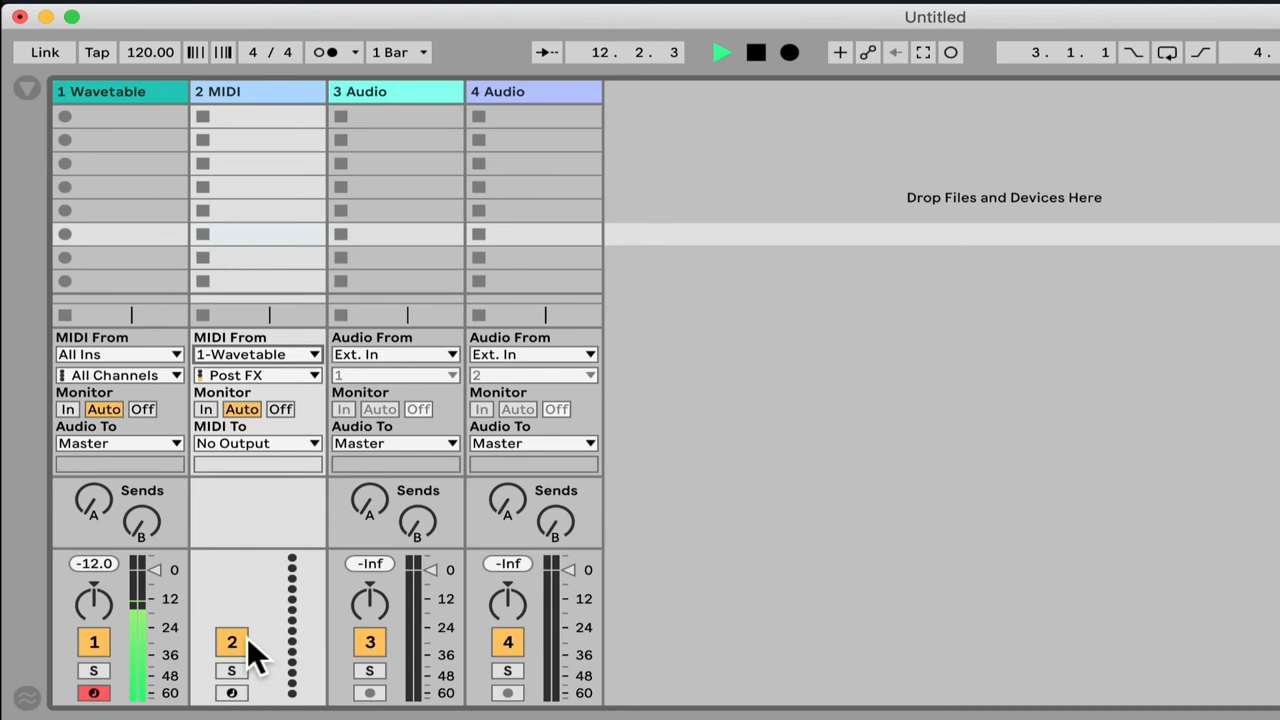 Untitled
Link Tap 120.00 4 / 4 1 Bar 12. 2. 3 3. 1. 1 4.
1 Wavetable 2 MIDI 3 Audio 4 Audio
Drop Files and Devices Here
MIDI From MIDI From Audio From Audio From
All Ins 1-Wavetable Ext. In Ext. In
All Channels Post FX 1 2
Monitor Monitor Monitor Monitor
In Auto Off In Auto Off In Auto Off In Auto Off
Audio To MIDI To Audio To Audio To
Master No Output Master Master
Sends Sends Sends
A A A
B B B
-12.0 0 -Inf 0 -Inf 0
12 12 12
24 24 24
1 2 3 4
36 36 36
S S S S
48 48 48
60 60 60